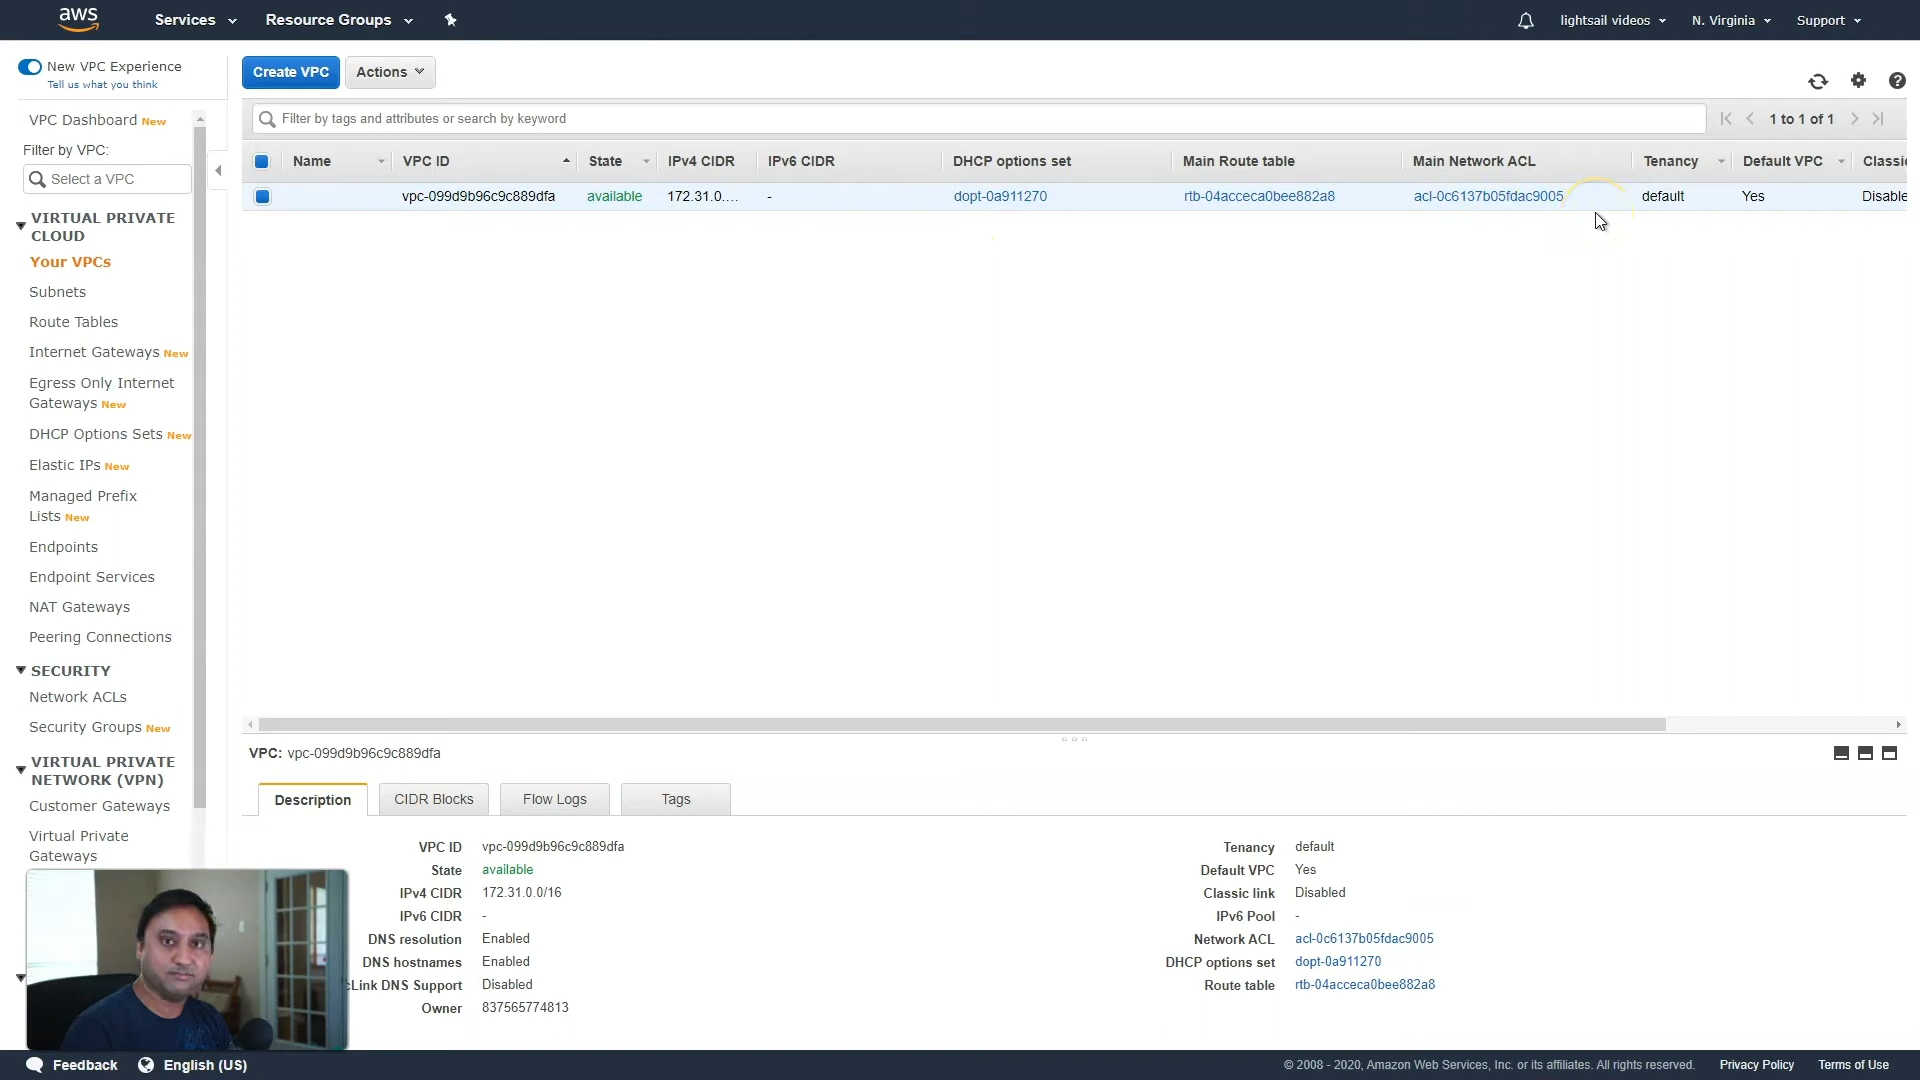 aws
Services
Resource Groups
lightsail videos
N. Virginia
Support
New VPC Experience
Tell us what you think
Create VPC
Actions
VPC Dashboard New
Filter by VPC:
Select a VPC
Filter by tags and attributes or search by keyword
1 to 1 of 1
Name VPC ID State IPv4 CIDR IPv6 CIDR DHCP options set Main Route table Main Network ACL Tenancy Default VPC Classic
vpc-099d9b96c9c889dfa available 172.31.0.... - dopt-0a911270 rtb-04acceca0bee882a8 acl-0c6137b05fdac9005 default Yes Disable
VIRTUAL PRIVATE
CLOUD
Your VPCs
Subnets
Route Tables
Internet Gateways New
Egress Only Internet
Gateways New
DHCP Options Sets New
Elastic IPs New
Managed Prefix
Lists New
Endpoints
Endpoint Services
NAT Gateways
Peering Connections
SECURITY
Network ACLs
Security Groups New
VIRTUAL PRIVATE
NETWORK (VPN)
Customer Gateways
Virtual Private
Gateways
VPC: vpc-099d9b96c9c889dfa
Description
CIDR Blocks
Flow Logs
Tags
VPC ID vpc-099d9b96c9c889dfa
State available
IPv4 CIDR 172.31.0.0/16
IPv6 CIDR -
DNS resolution Enabled
DNS hostnames Enabled
cLink DNS Support Disabled
Owner 837565774813
Tenancy default
Default VPC Yes
Classic link Disabled
IPv6 Pool -
Network ACL acl-0c6137b05fdac9005
DHCP options set dopt-0a911270
Route table rtb-04acceca0bee882a8
Feedback
English (US)
© 2008 - 2020, Amazon Web Services, Inc. or its affiliates. All rights reserved.
Privacy Policy
Terms of Use